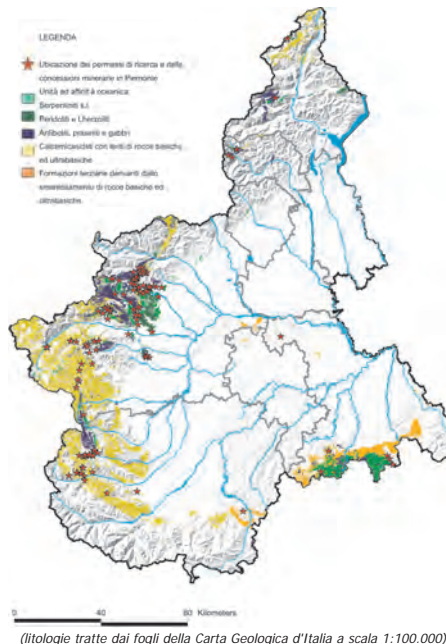 LEGENDA
Ubicazione dei permessi di ricerca e delle
concessioni minerarie in Piemonte
Unità ad affinità oceanica:
Serpentiniti s.l.
Peridotiti e Lherzoliti
Anfiboliti, prasiniti e gabbri
Calcemicascisti con lenti di rocce basiche
ed ultrabasiche
Formazioni terziarie derivanti dallo
smantellamento di rocce basiche ed
ultrabasiche.
0 40 80 Kilometers
(litologie tratte dai fogli della Carta Geologica d'Italia a scala 1:100.000)